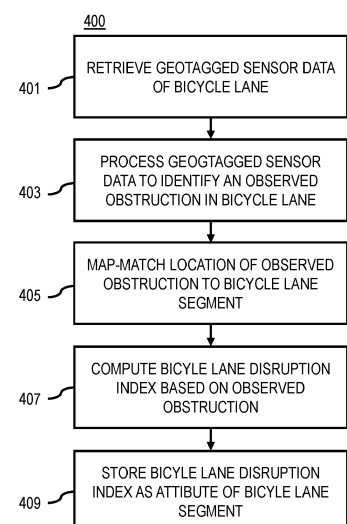 400
401
RETRIEVE GEOTAGGED SENSOR DATA
OF BICYCLE LANE
403
PROCESS GEOGTAGGED SENSOR
DATA TO IDENTIFY AN OBSERVED
OBSTRUCTION IN BICYCLE LANE
405
MAP-MATCH LOCATION OF OBSERVED
OBSTRUCTION TO BICYCLE LANE
SEGMENT
407
COMPUTE BICYLE LANE DISRUPTION
INDEX BASED ON OBSERVED
OBSTRUCTION
409
STORE BICYLE LANE DISRUPTION
INDEX AS ATTIBUTE OF BICYCLE LANE
SEGMENT